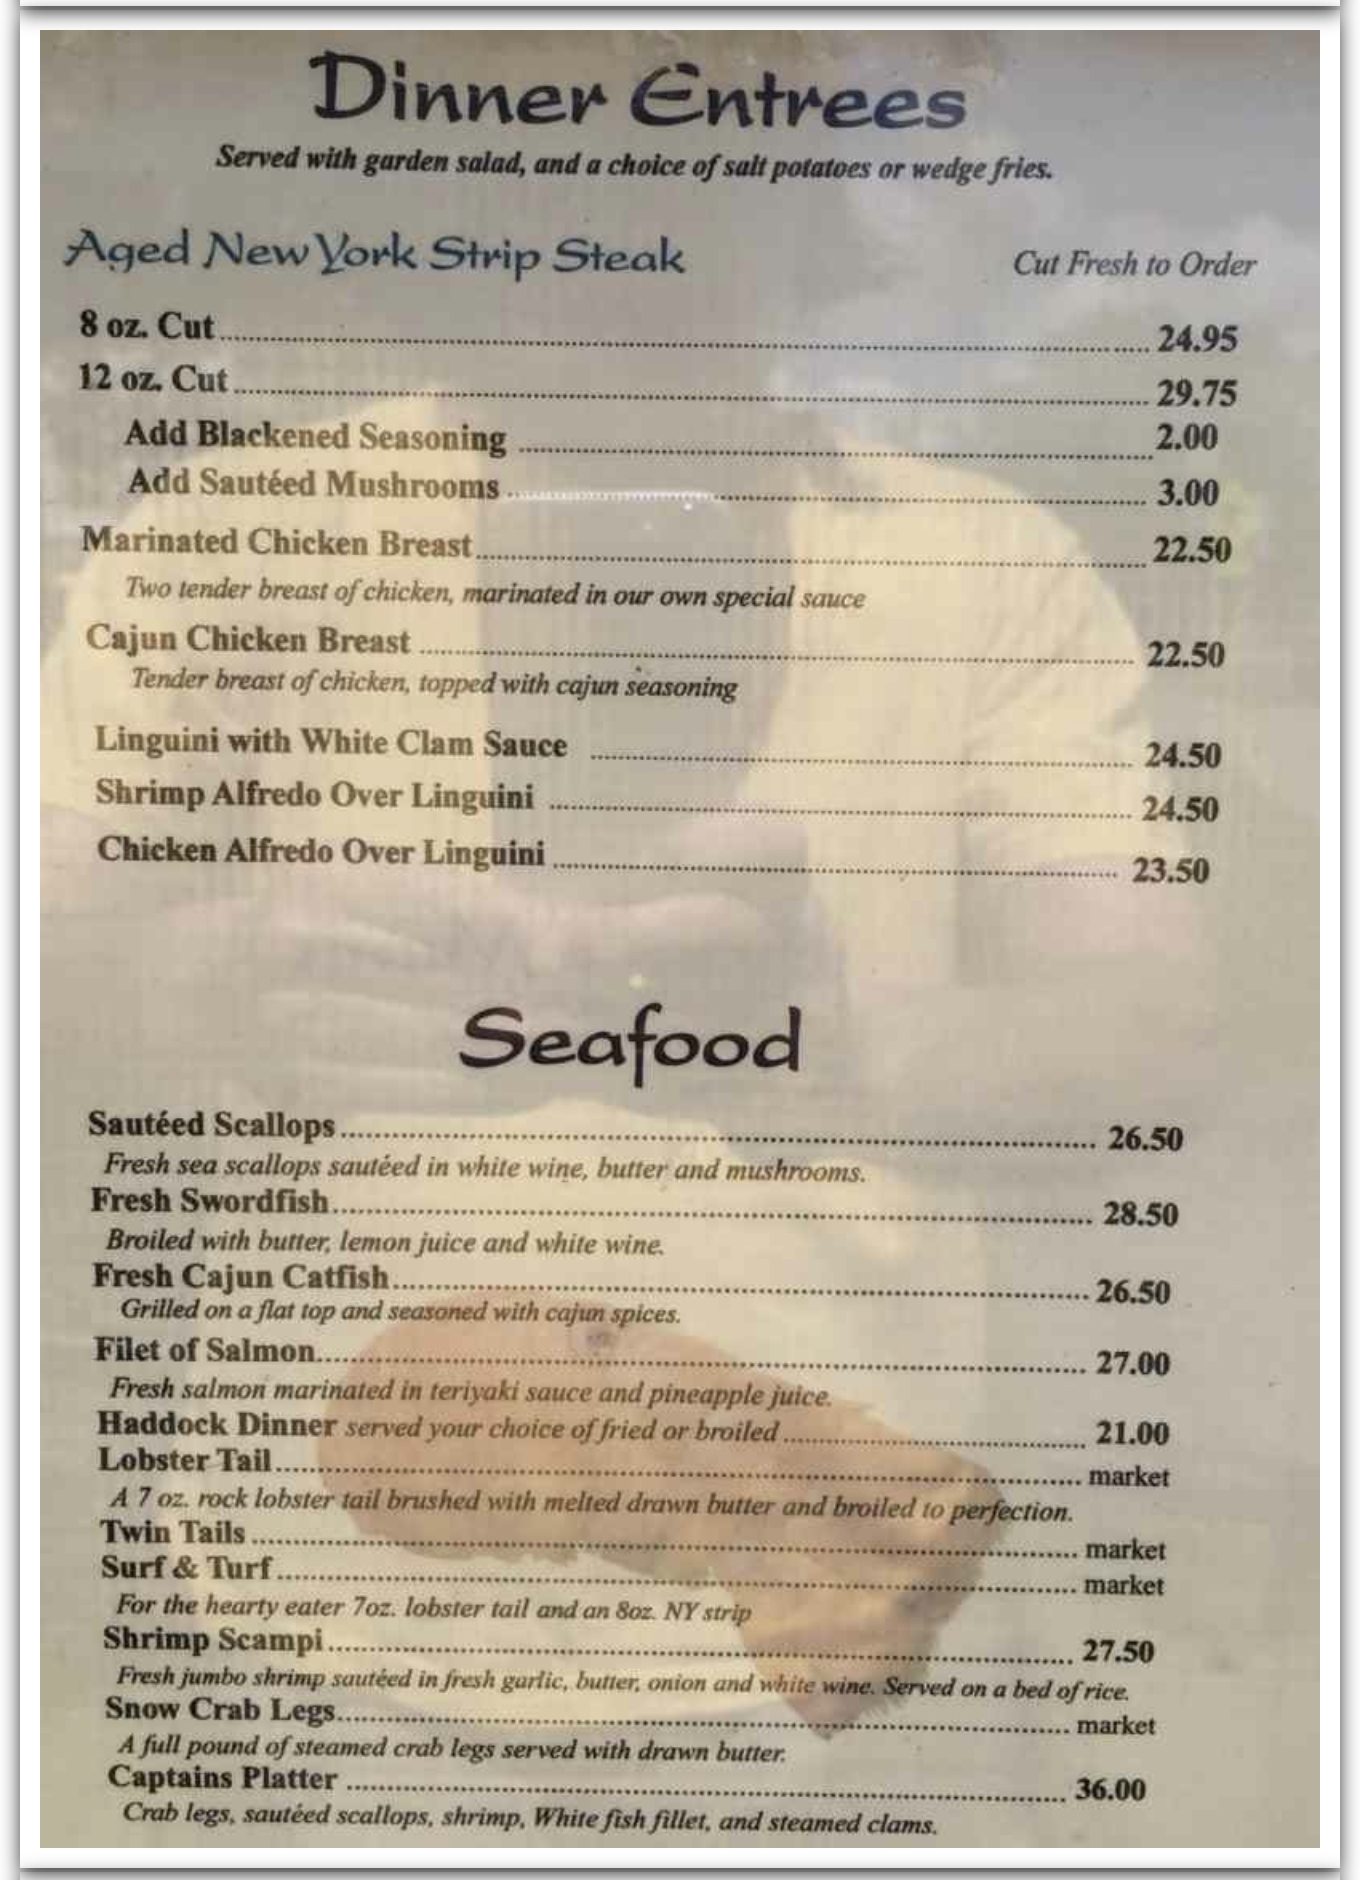 Dinner Entrees
Served with garden salad, and a choice of salt potatoes or wedge fries.
Aged New York Strip Steak Cut Fresh to Order
8 oz. Cut 24.95
12 oz. Cut 29.75
Add Blackened Seasoning 2.00
Add Sautéed Mushrooms 3.00
Marinated Chicken Breast 22.50
Two tender breast of chicken, marinated in our own special sauce
Cajun Chicken Breast 22.50
Tender breast of chicken, topped with cajun seasoning
Linguini with White Clam Sauce 24.50
Shrimp Alfredo Over Linguini 24.50
Chicken Alfredo Over Linguini 23.50
Seafood
Sautéed Scallops 26.50
Fresh sea scallops sautéed in white wine, butter and mushrooms.
Fresh Swordfish 28.50
Broiled with butter, lemon juice and white wine.
Fresh Cajun Catfish 26.50
Grilled on a flat top and seasoned with cajun spices.
Filet of Salmon 27.00
Fresh salmon marinated in teriyaki sauce and pineapple juice.
Haddock Dinner served your choice of fried or broiled 21.00
Lobster Tail market
A 7 oz. rock lobster tail brushed with melted drawn butter and broiled to perfection.
Twin Tails market
Surf & Turf market
For the hearty eater 7oz. lobster tail and an 8oz. NY strip
Shrimp Scampi 27.50
Fresh jumbo shrimp sautéed in fresh garlic, butter, onion and white wine. Served on a bed of rice.
Snow Crab Legs market
A full pound of steamed crab legs served with drawn butter.
Captains Platter 36.00
Crab legs, sautéed scallops, shrimp, White fish fillet, and steamed clams.